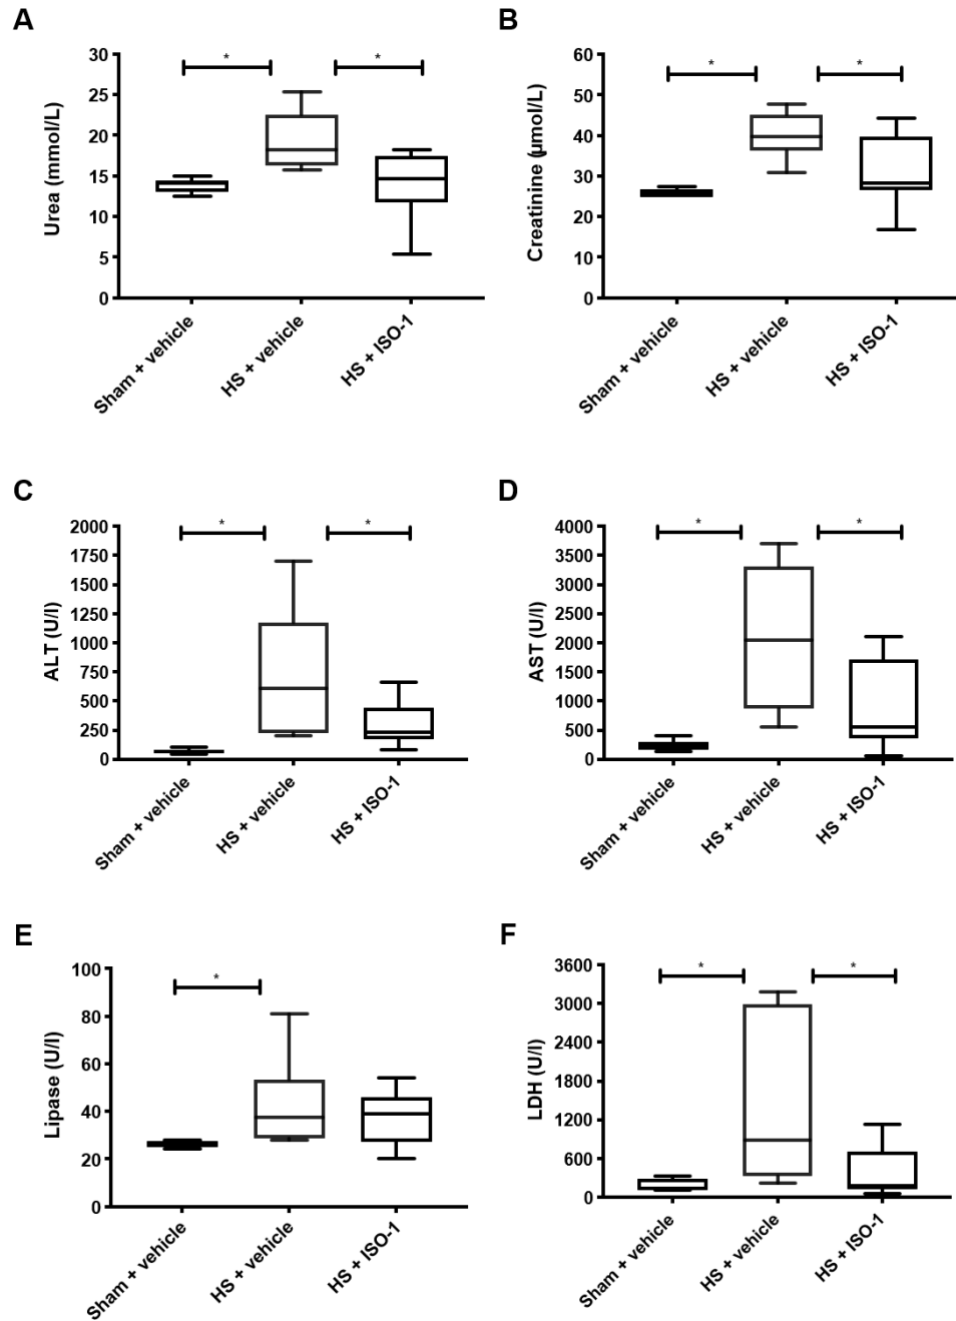 A
B
* *
30
25
20
15
10
5
0
Urea (mmol/L)
Sham + vehicle
HS + vehicle
HS + ISO-1
* *
60
50
40
30
20
10
0
Creatinine (µmol/L)
Sham + vehicle
HS + vehicle
HS + ISO-1
C
D
* *
2000
1750
1500
1250
1000
750
500
250
0
ALT (U/l)
Sham + vehicle
HS + vehicle
HS + ISO-1
* *
4000
3500
3000
2500
2000
1500
1000
500
0
AST (U/l)
Sham + vehicle
HS + vehicle
HS + ISO-1
E
F
*
100
80
60
40
20
0
Lipase (U/l)
Sham + vehicle
HS + vehicle
HS + ISO-1
* *
3600
3000
2400
1800
1200
600
0
LDH (U/l)
Sham + vehicle
HS + vehicle
HS + ISO-1